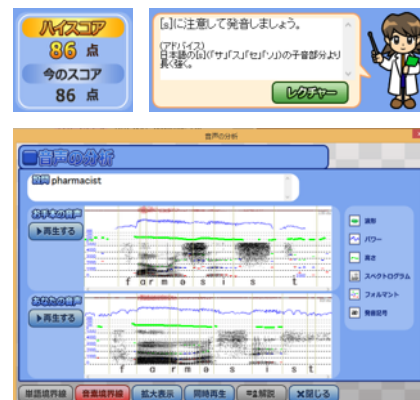 ハイスコア
86 点
今のスコア
86 点
[s]に注意して発音しましょう。
(アドバイス)
日本語の[s](「サ」「ス」「セ」「ソ」)の子音部分より
長く強く。
レクチャー
音声の分析
音声の分析
設問 pharmacist
お手本の音声
▶再生する
f a r m ə s i s t
あなたの音声
▶再生する
f a r m ə s i s t
波形
パワー
高さ
スペクトログラム
フォルマント
発音記号
単語境界線
音素境界線
拡大表示
同時再生
解説
×閉じる